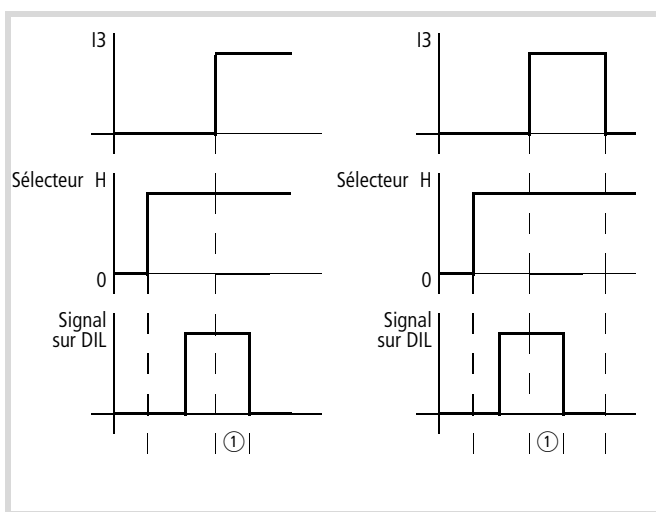 I3
Sélecteur H
0
Signal
sur DIL
①
I3
Sélecteur H
0
Signal
sur DIL
①